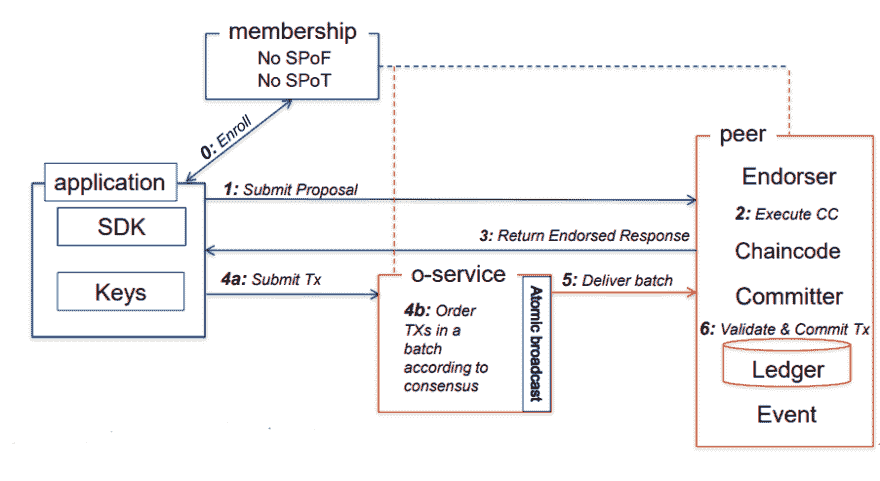 membership
No SPoF
No SPoT
0: Enroll
application
SDK
Keys
1: Submit Proposal
3: Return Endorsed Response
4a: Submit Tx
o-service
4b: Order
TXs in a
batch
according to
consensus
Atomic broadcast
5: Deliver batch
peer
Endorser
2: Execute CC
Chaincode
Committer
6: Validate & Commit Tx
Ledger
Event